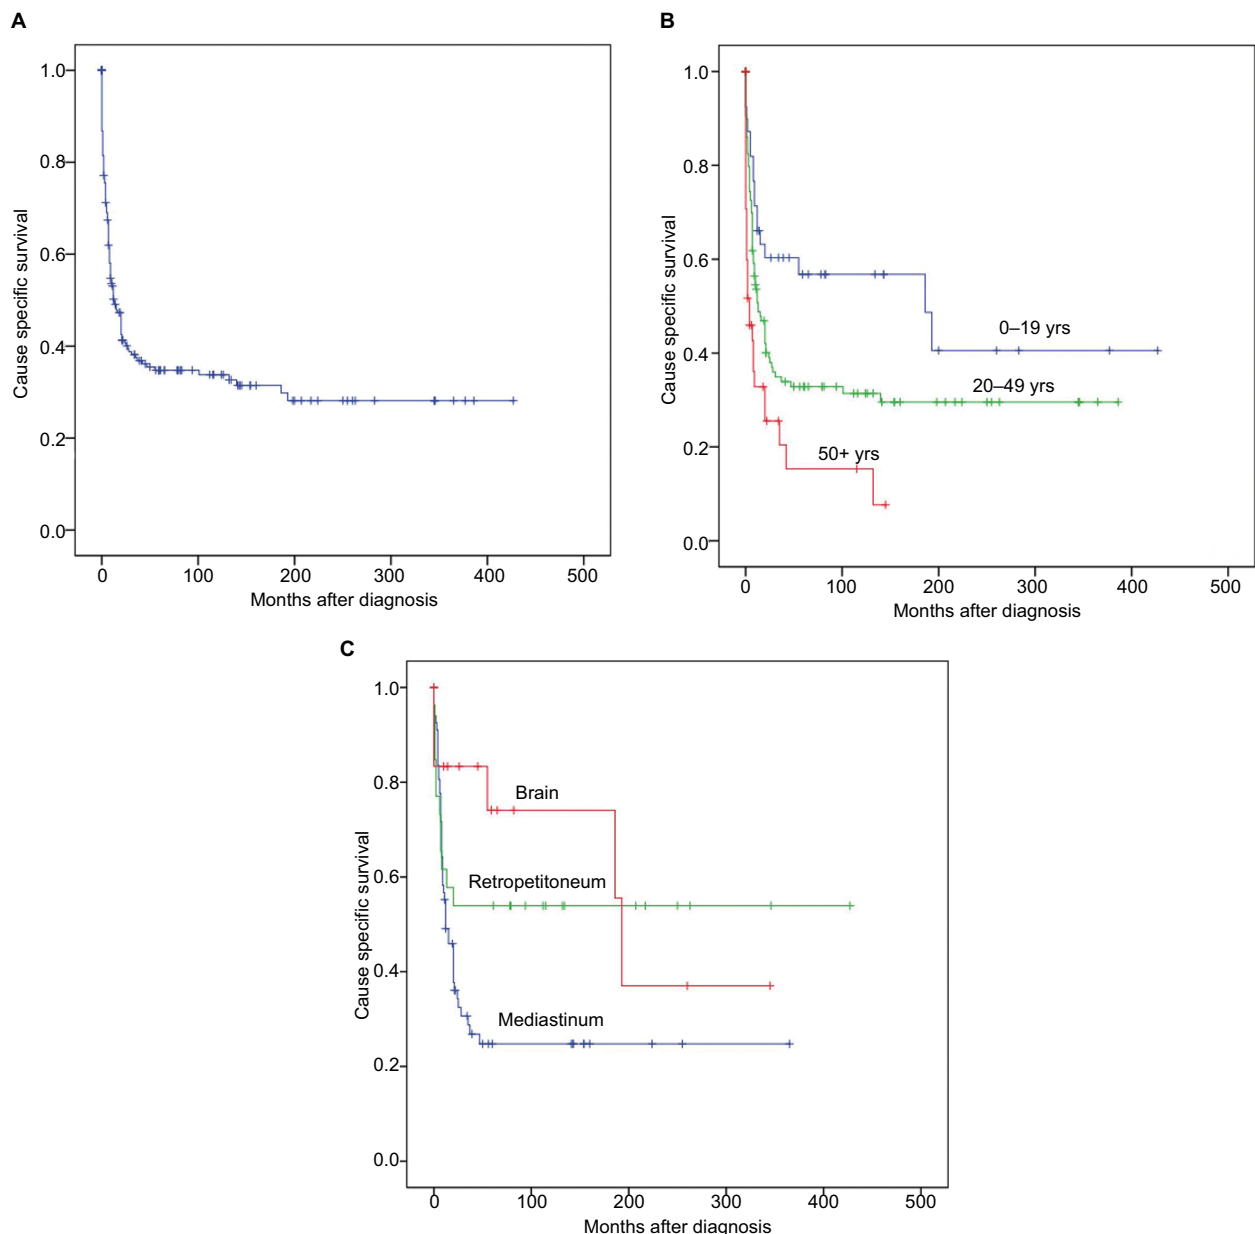 A
1.0
0.8
0.6
0.4
0.2
0.0
Cause specific survival
0 100 200 300 400 500
Months after diagnosis
B
1.0
0.8
0.6
0.4
0.2
0.0
Cause specific survival
0–19 yrs
20–49 yrs
50+ yrs
0 100 200 300 400 500
Months after diagnosis
C
1.0
0.8
0.6
0.4
0.2
0.0
Cause specific survival
Brain
Retropetitoneum
Mediastinum
0 100 200 300 400 500
Months after diagnosis